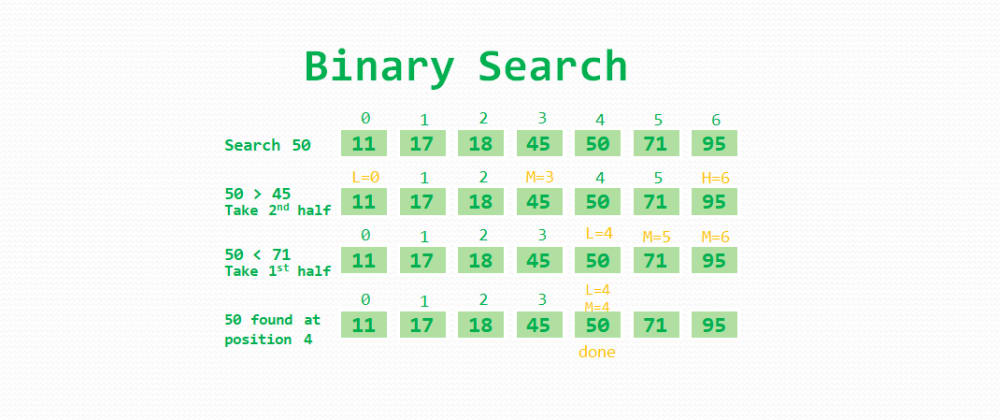 Binary Search
0 1 2 3 4 5 6
Search 50 11 17 18 45 50 71 95
L=0 1 2 M=3 4 5 H=6
50 > 45
Take 2nd half 11 17 18 45 50 71 95
0 1 2 3 L=4 M=5 M=6
50 < 71
Take 1st half 11 17 18 45 50 71 95
L=4
0 1 2 3 M=4
50 found at
position 4 11 17 18 45 50 71 95
done